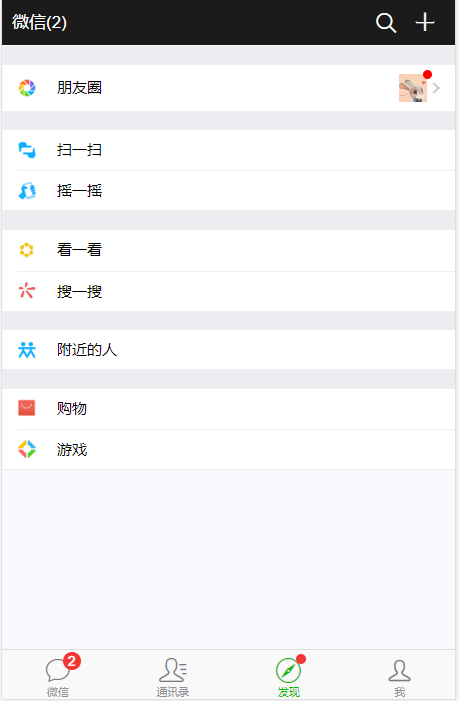 微信(2)
朋友圈
扫一扫
摇一摇
看一看
搜一搜
附近的人
购物
游戏
2
微信
通讯录
发现
我